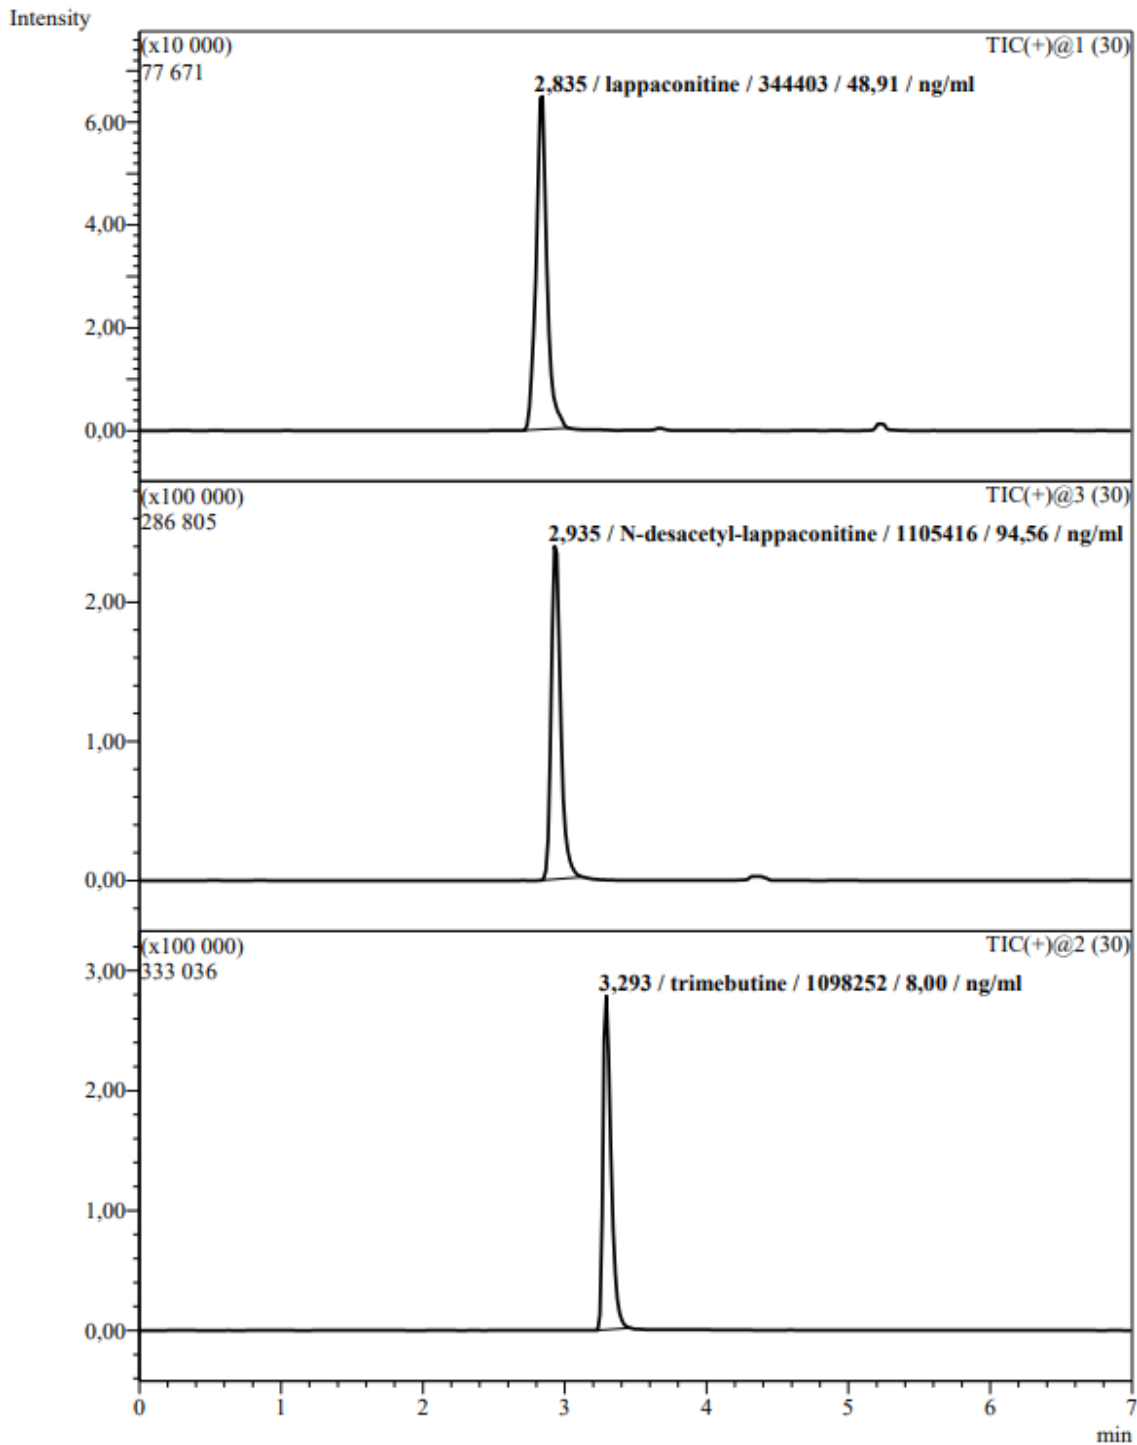 Intensity
(x10 000)
TIC(+)@1 (30)
77 671
2,835 / lappaconitine / 344403 / 48,91 / ng/ml
6,00
4,00
2,00
0,00
(x100 000)
TIC(+)@3 (30)
286 805
2,935 / N-desacetyl-lappaconitine / 1105416 / 94,56 / ng/ml
2,00
1,00
0,00
(x100 000)
TIC(+)@2 (30)
3,00
333 036
3,293 / trimebutine / 1098252 / 8,00 / ng/ml
2,00
1,00
0,00
0 1 2 3 4 5 6 7
min